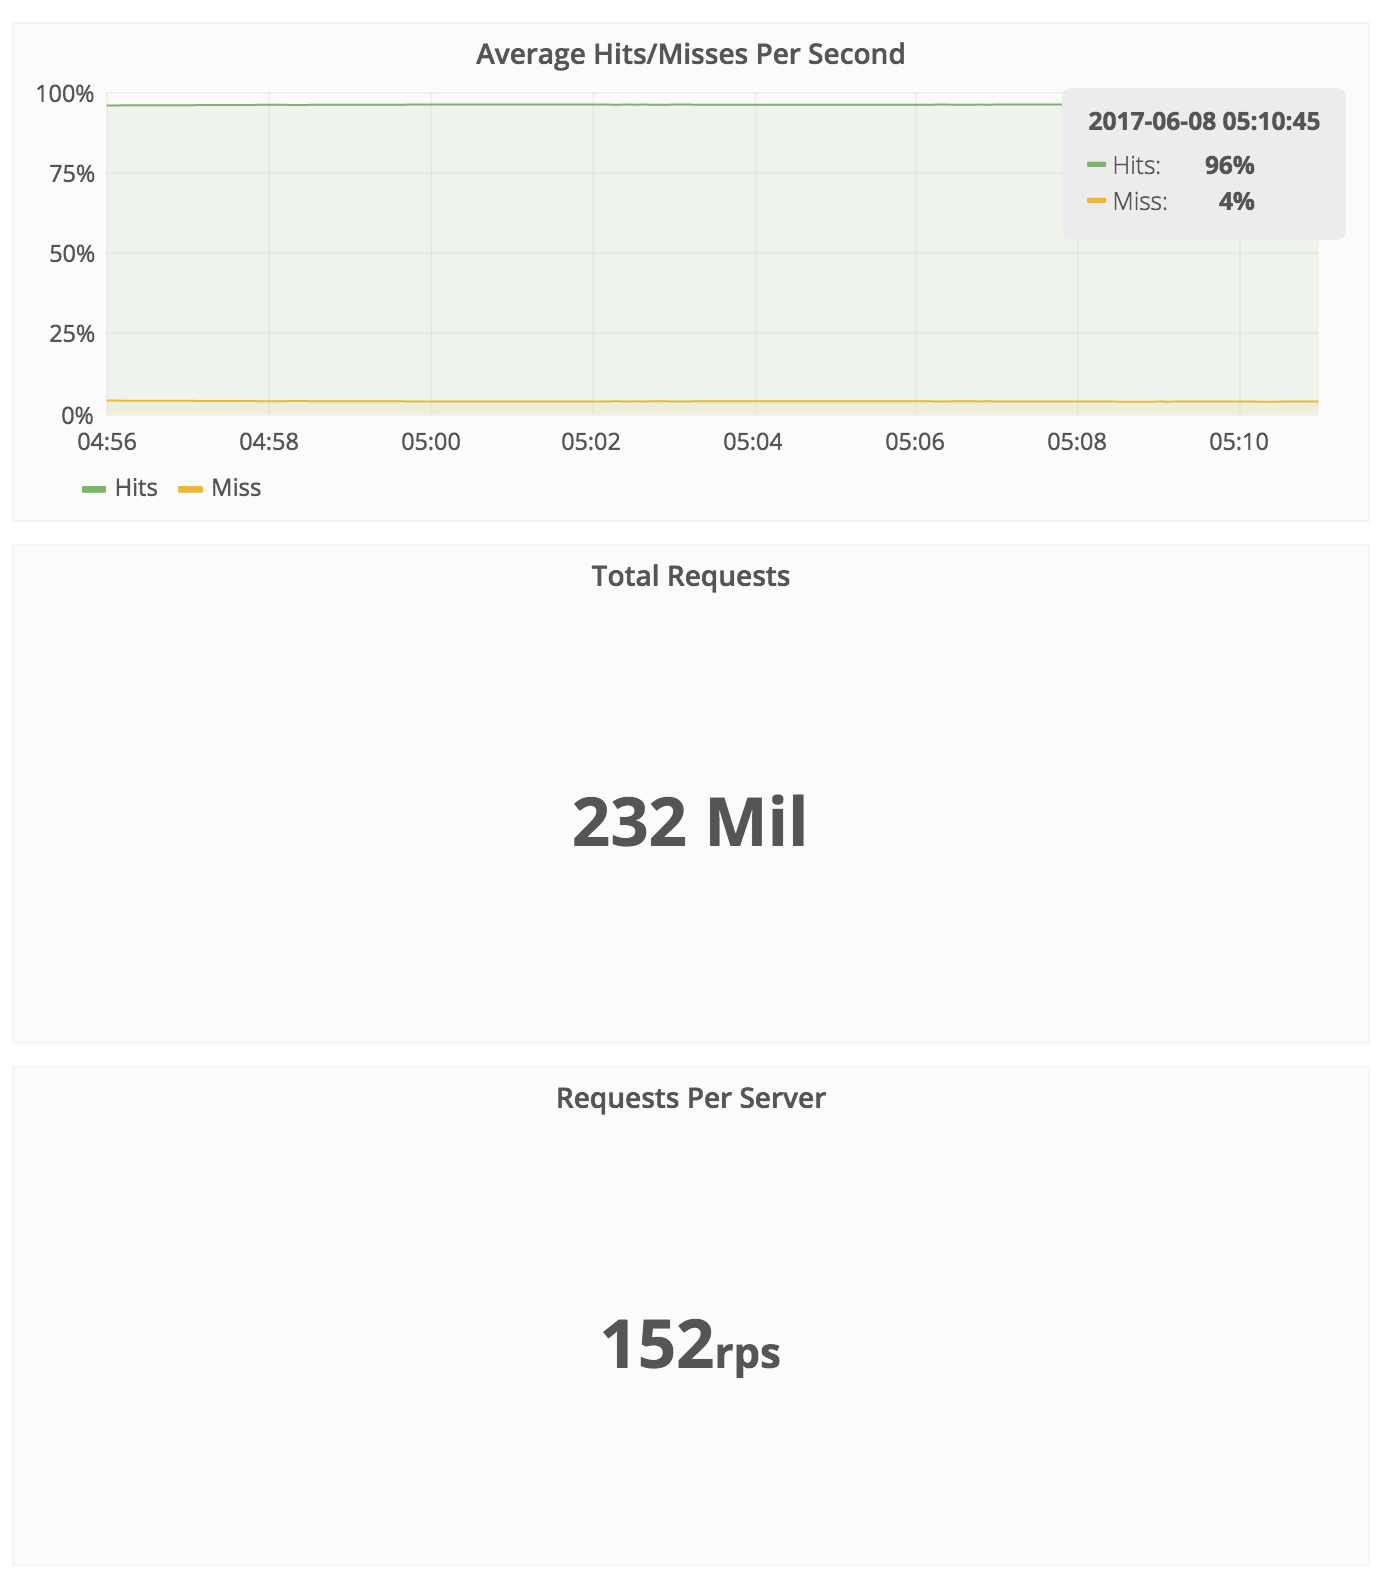 Average Hits/Misses Per Second
100%
75%
50%
25%
0%
2017-06-08 05:10:45
Hits: 96%
Miss: 4%
04:56 04:58 05:00 05:02 05:04 05:06 05:08 05:10
Hits Miss
Total Requests
232 Mil
Requests Per Server
152rps